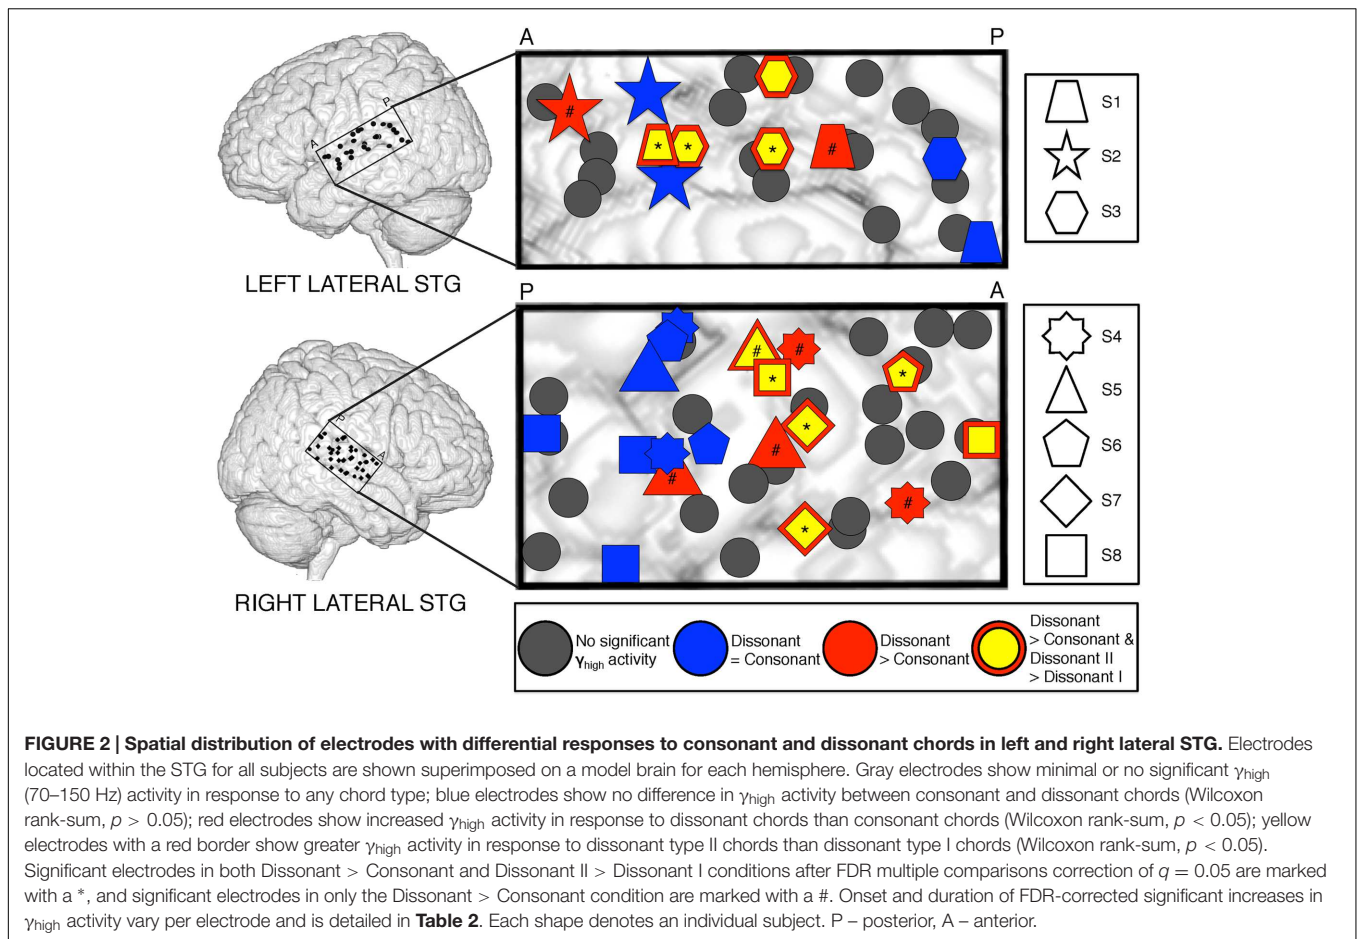 A P
P
A
LEFT LATERAL STG
# * * * #
S1
S2
S3
P A
P
A
RIGHT LATERAL STG
# #
* *
*
#
# #
*
S4
S5
S6
S7
S8
No significant
γhigh activity
Dissonant
= Consonant
Dissonant
> Consonant
Dissonant
> Consonant &
Dissonant II
> Dissonant I
FIGURE 2 | Spatial distribution of electrodes with differential responses to consonant and dissonant chords in left and right lateral STG. Electrodes
located within the STG for all subjects are shown superimposed on a model brain for each hemisphere. Gray electrodes show minimal or no significant γhigh
(70–150 Hz) activity in response to any chord type; blue electrodes show no difference in γhigh activity between consonant and dissonant chords (Wilcoxon
rank-sum, p > 0.05); red electrodes show increased γhigh activity in response to dissonant chords than consonant chords (Wilcoxon rank-sum, p < 0.05); yellow
electrodes with a red border show greater γhigh activity in response to dissonant type II chords than dissonant type I chords (Wilcoxon rank-sum, p < 0.05).
Significant electrodes in both Dissonant > Consonant and Dissonant II > Dissonant I conditions after FDR multiple comparisons correction of q = 0.05 are marked
with a *, and significant electrodes in only the Dissonant > Consonant condition are marked with a #. Onset and duration of FDR-corrected significant increases in
γhigh activity vary per electrode and is detailed in Table 2. Each shape denotes an individual subject. P – posterior, A – anterior.